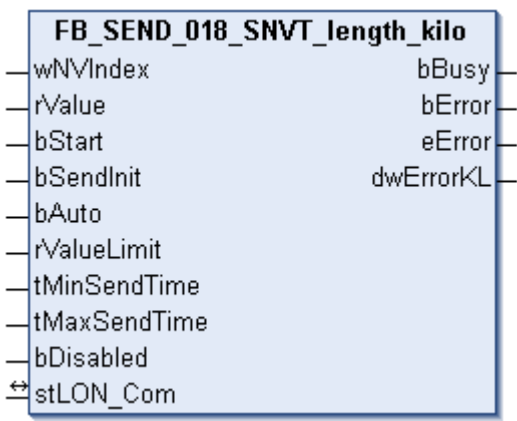 FB_SEND_018_SNVT_length_kilo
wNVIndex bBusy
rValue bError
bStart eError
bSendInit dwErrorKL
bAuto
rValueLimit
tMinSendTime
tMaxSendTime
bDisabled
stLON_Com